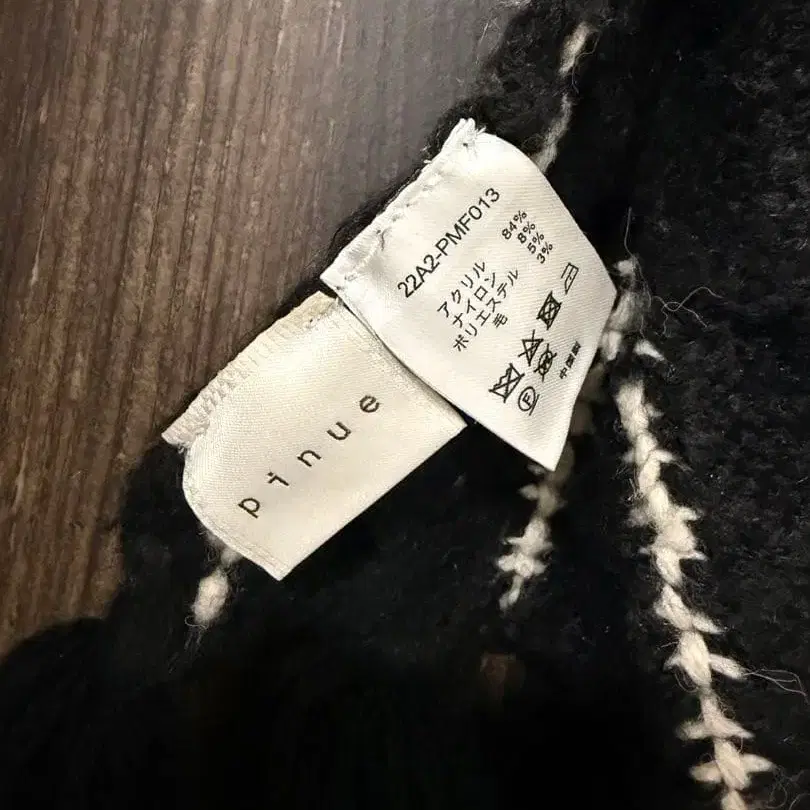 22A2-PMF013
アクリル 84%
ナイロン 8%
ポリエステル 5%
毛 3%
F
中国製
pinue